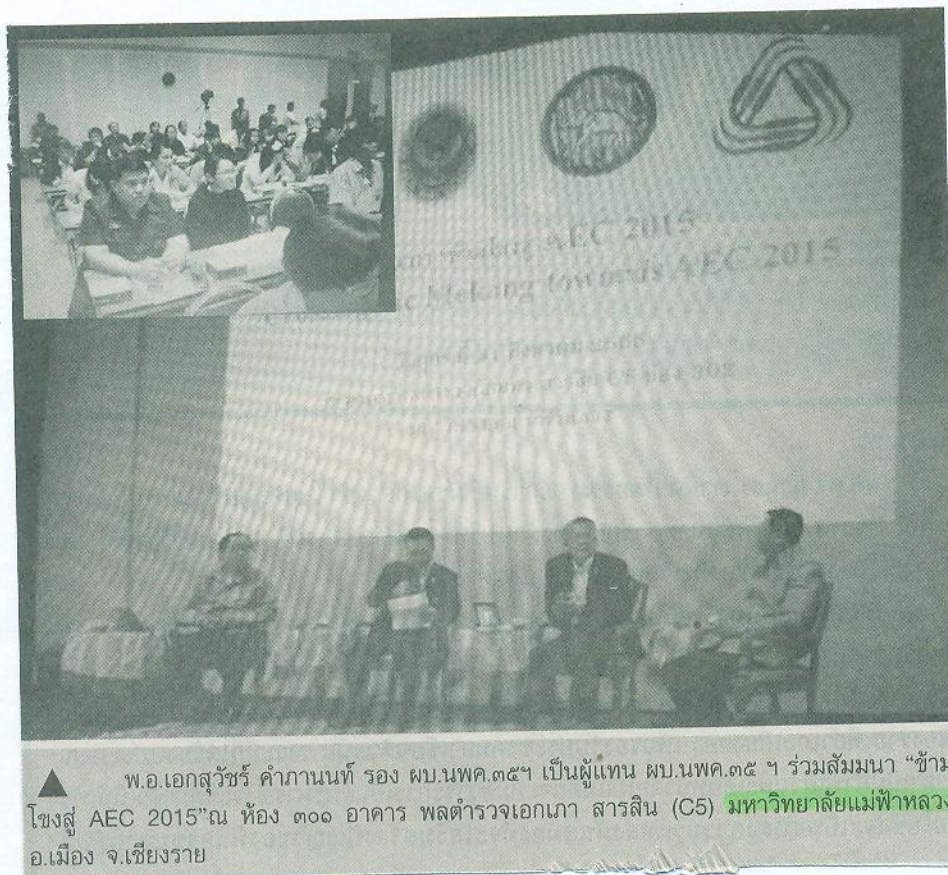 AEC 2015
Mekong towards AEC 2015
▲ พ.อ.เอกสุวัชร์ คำภานนท์ รอง ผบ.นพค.๓๕ฯ เป็นผู้แทน ผบ.นพค.๓๕ ฯ ร่วมสัมมนา “ข้าม
โขงสู่ AEC 2015”ณ ห้อง ๓๐๑ อาคาร พลตำรวจเอกเภา สารสิน (C5) มหาวิทยาลัยแม่ฟ้าหลวง
อ.เมือง จ.เชียงราย